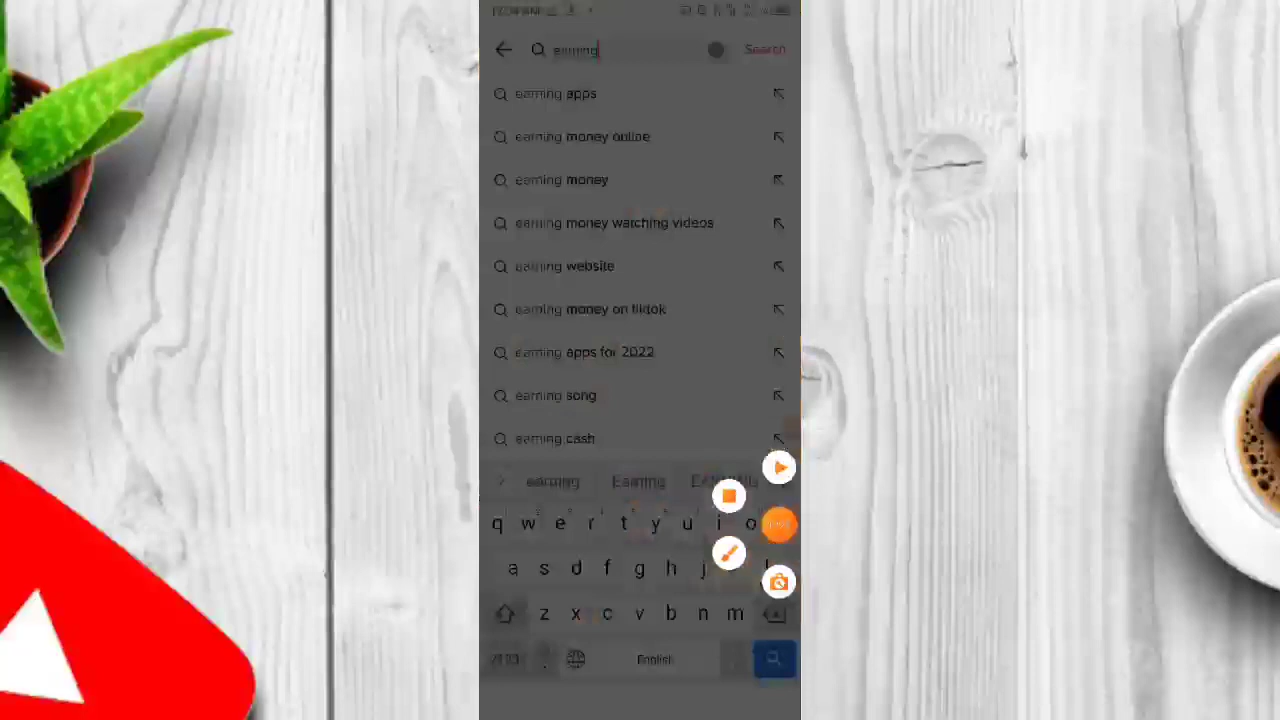 earning
Search
earning apps
earning money online
earning money
earning money watching videos
earning website
earning money on tiktok
earning apps for 2022
earning song
earning cash
earning Earning
q w e r t y u i o
a s d f g h j
z x c v b n m
English